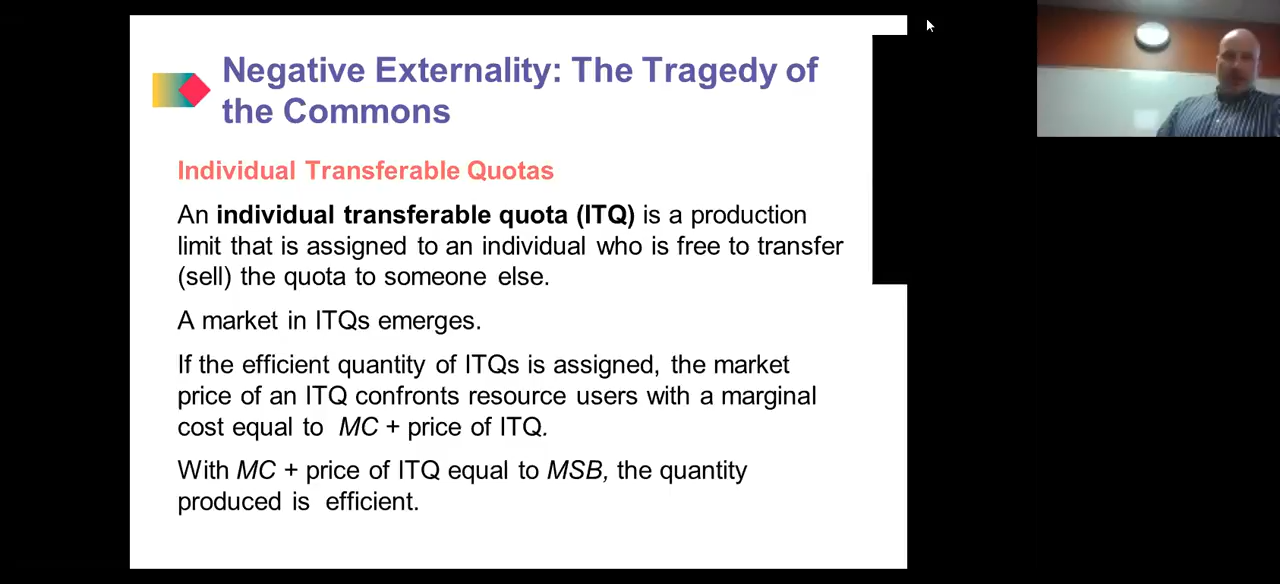 Negative Externality: The Tragedy of
the Commons
Individual Transferable Quotas
An individual transferable quota (ITQ) is a production
limit that is assigned to an individual who is free to transfer
(sell) the quota to someone else.
A market in ITQs emerges.
If the efficient quantity of ITQs is assigned, the market
price of an ITQ confronts resource users with a marginal
cost equal to MC + price of ITQ.
With MC + price of ITQ equal to MSB, the quantity
produced is efficient.